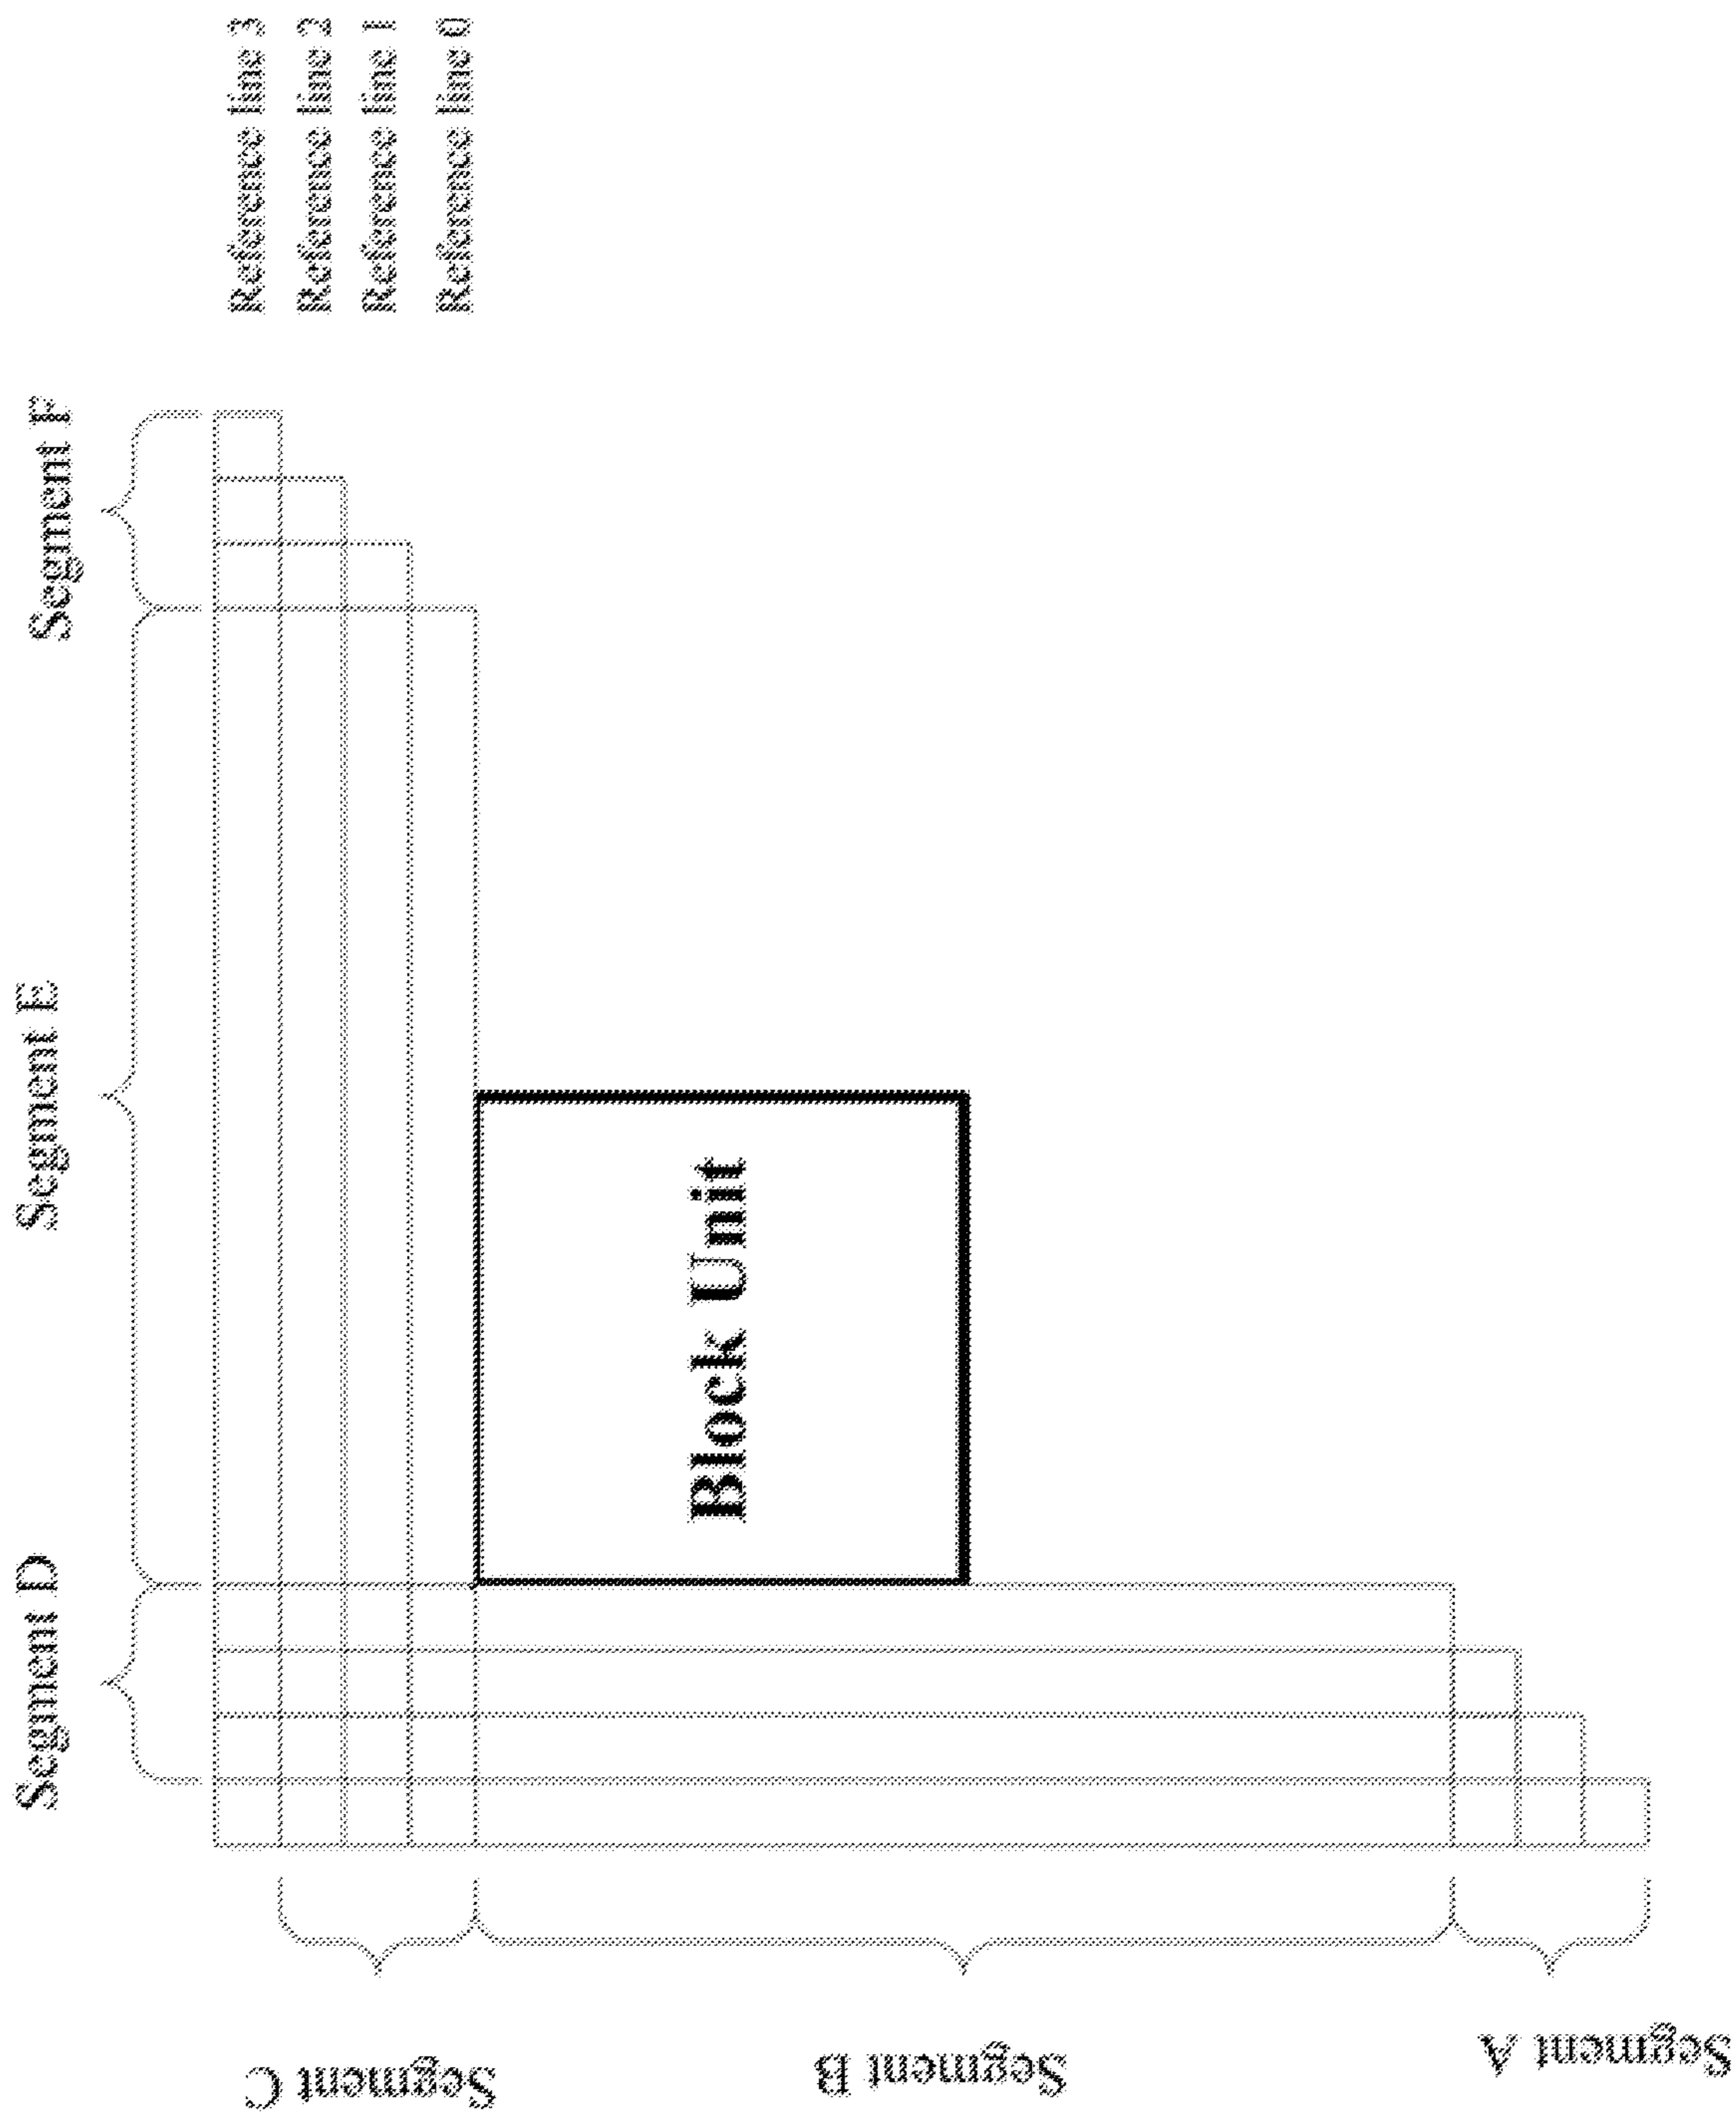 Segment D
Segment E
Segment F
Reference line 3
Reference line 2
Reference line 1
Reference line 0
Block Unit
Segment C
Segment B
Segment A